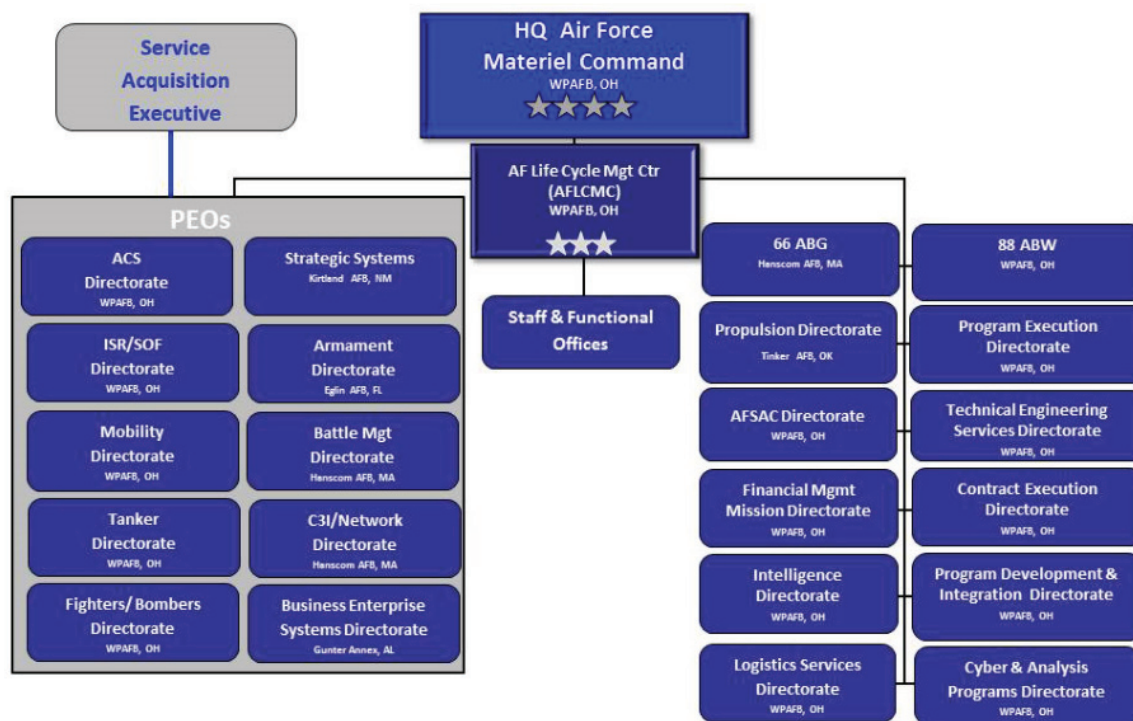 Service
Acquisition
Executive
HQ Air Force
Materiel Command
WPAFB, OH
AF Life Cycle Mgt Ctr
(AFLCMC)
WPAFB, OH
Staff & Functional
Offices
PEOs
ACS
Directorate
WPAFB, OH
Strategic Systems
Kirtland AFB, NM
ISR/SOF
Directorate
WPAFB, OH
Armament
Directorate
Eglin AFB, FL
Mobility
Directorate
WPAFB, OH
Battle Mgt
Directorate
Hanscom AFB, MA
Tanker
Directorate
WPAFB, OH
C3I/Network
Directorate
Hanscom AFB, MA
Fighters/ Bombers
Directorate
WPAFB, OH
Business Enterprise
Systems Directorate
Gunter Annex, AL
66 ABG
Hanscom AFB, MA
88 ABW
WPAFB, OH
Propulsion Directorate
Tinker AFB, OK
Program Execution
Directorate
WPAFB, OH
AFSAC Directorate
WPAFB, OH
Technical Engineering
Services Directorate
WPAFB, OH
Financial Mgmt
Mission Directorate
WPAFB, OH
Contract Execution
Directorate
WPAFB, OH
Intelligence
Directorate
WPAFB, OH
Program Development &
Integration Directorate
WPAFB, OH
Logistics Services
Directorate
WPAFB, OH
Cyber & Analysis
Programs Directorate
WPAFB, OH